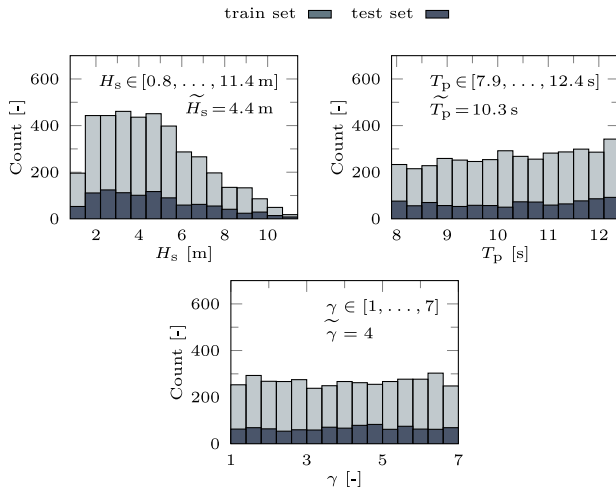 train set test set
600
400
200
0
Count [-]
H_s ∈ [0.8, . . . , 11.4 m]
H̃_s = 4.4 m
2 4 6 8 10
H_s [m]
600
400
200
0
Count [-]
T_p ∈ [7.9, . . . , 12.4 s]
T̃_p = 10.3 s
8 9 10 11 12
T_p [s]
600
400
200
0
Count [-]
γ ∈ [1, . . . , 7]
γ̃ = 4
1 3 5 7
γ [-]